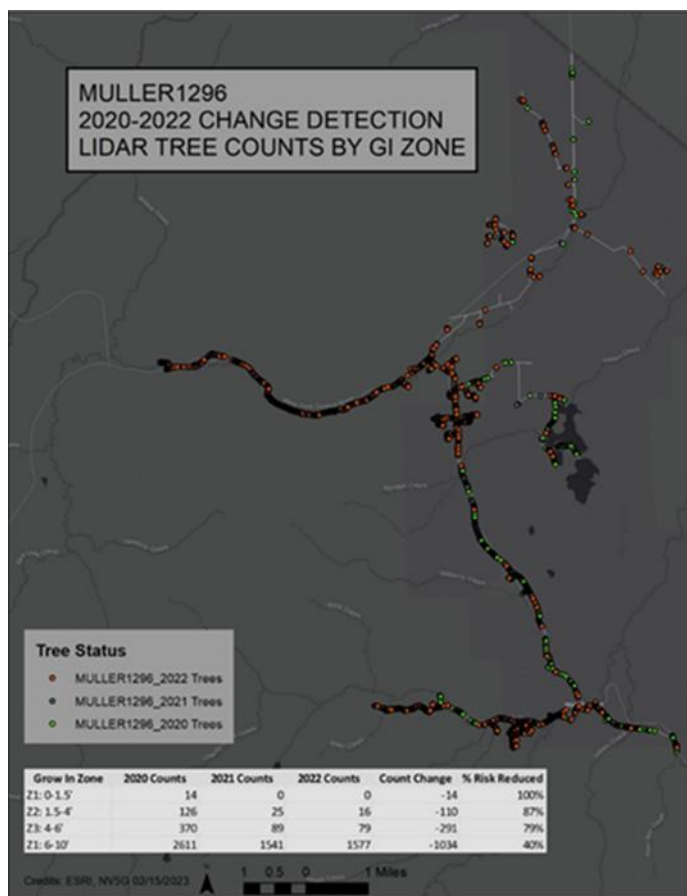 MULLER1296
2020-2022 CHANGE DETECTION
LIDAR TREE COUNTS BY GI ZONE
Tree Status
MULLER1296_2022 Trees
MULLER1296_2021 Trees
MULLER1296_2020 Trees
Grow In Zone 2020 Counts 2021 Counts 2022 Counts Count Change % Risk Reduced
Z1: 0-1.5' 14 0 0 -14 100%
Z2: 1.5-4' 126 25 16 -110 87%
Z3: 4-6' 370 89 79 -291 79%
Z1: 6-10' 2611 1541 1577 -1034 40%
Credits: ESRI, NV5G 02/15/2023
1 0.5 0 1 Miles